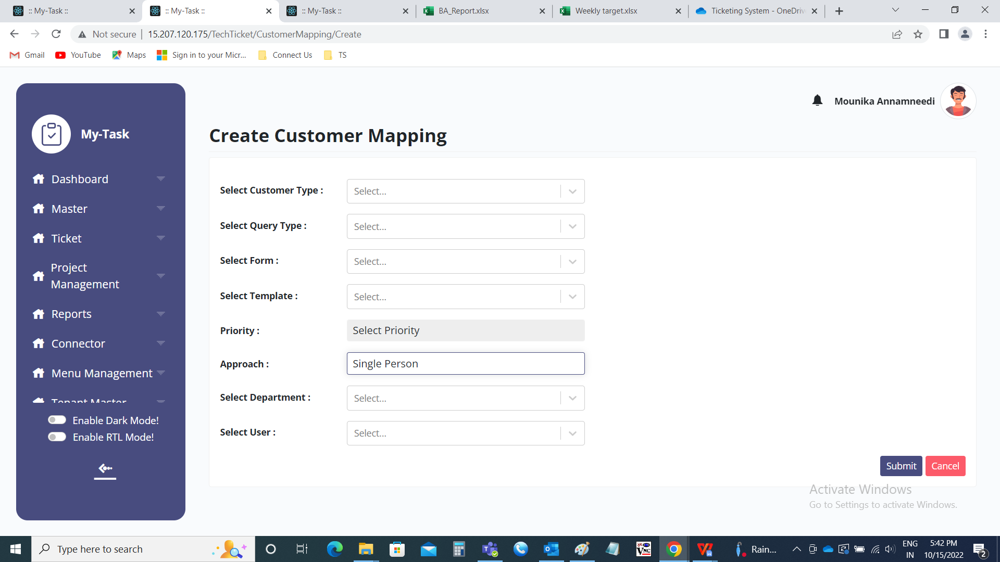 :: My-Task ::
:: My-Task ::
:: My-Task ::
BA_Report.xlsx
Weekly target.xlsx
Ticketing System - OneDriv
Not secure
15.207.120.175/TechTicket/CustomerMapping/Create
Gmail
YouTube
Maps
Sign in to your Micr...
Connect Us
TS
My-Task
Mounika Annamneedi
Create Customer Mapping
Dashboard
Master
Ticket
Project
Management
Reports
Connector
Menu Management
Tenant Master
Enable Dark Mode!
Enable RTL Mode!
Select Customer Type :
Select...
Select Query Type :
Select...
Select Form :
Select...
Select Template :
Select...
Priority :
Select Priority
Approach :
Single Person
Select Department :
Select...
Select User :
Select...
Submit
Cancel
Activate Windows
Go to Settings to activate Windows.
Type here to search
Rain...
ENG
IN
5:42 PM
10/15/2022
2